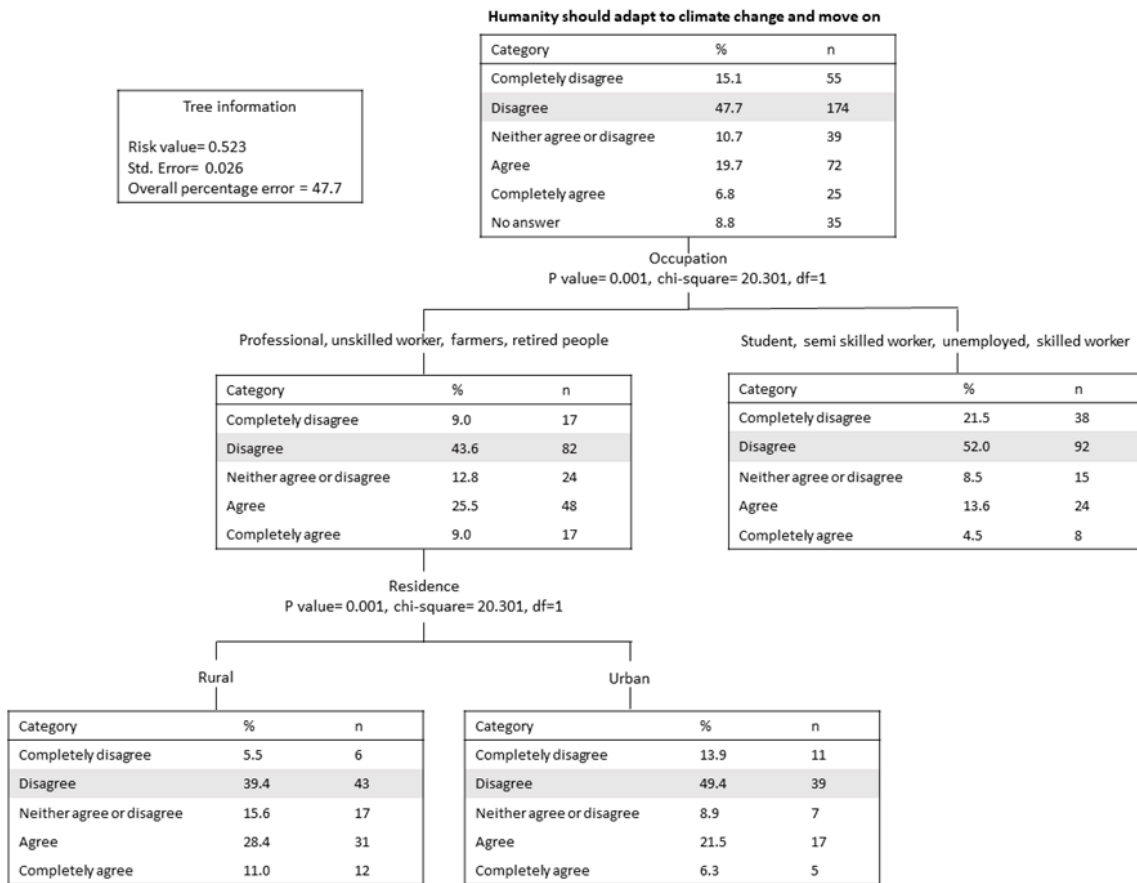 Humanity should adapt to climate change and move on
Category % n
Completely disagree 15.1 55
Disagree 47.7 174
Neither agree or disagree 10.7 39
Agree 19.7 72
Completely agree 6.8 25
No answer 8.8 35
Tree information
Risk value= 0.523
Std. Error= 0.026
Overall percentage error = 47.7
Occupation
P value= 0.001, chi-square= 20.301, df=1
Professional, unskilled worker, farmers, retired people
Category % n
Completely disagree 9.0 17
Disagree 43.6 82
Neither agree or disagree 12.8 24
Agree 25.5 48
Completely agree 9.0 17
Student, semi skilled worker, unemployed, skilled worker
Category % n
Completely disagree 21.5 38
Disagree 52.0 92
Neither agree or disagree 8.5 15
Agree 13.6 24
Completely agree 4.5 8
Residence
P value= 0.001, chi-square= 20.301, df=1
Rural
Category % n
Completely disagree 5.5 6
Disagree 39.4 43
Neither agree or disagree 15.6 17
Agree 28.4 31
Completely agree 11.0 12
Urban
Category % n
Completely disagree 13.9 11
Disagree 49.4 39
Neither agree or disagree 8.9 7
Agree 21.5 17
Completely agree 6.3 5